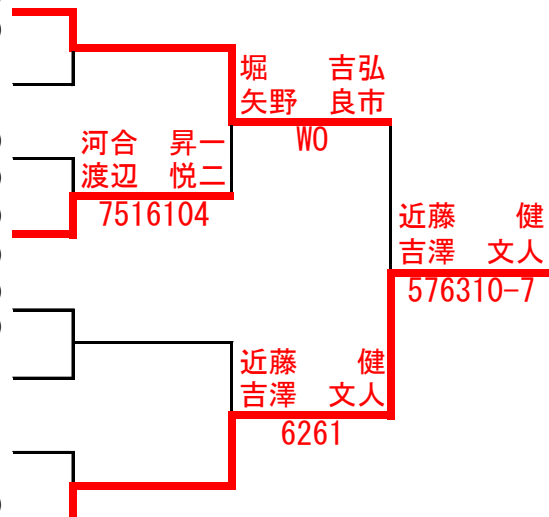 堀　　吉弘
矢野　良市
WO
河合　昇一
渡辺　悦二
7516104
近藤　　健
吉澤　文人
576310-7
近藤　　健
吉澤　文人
6261